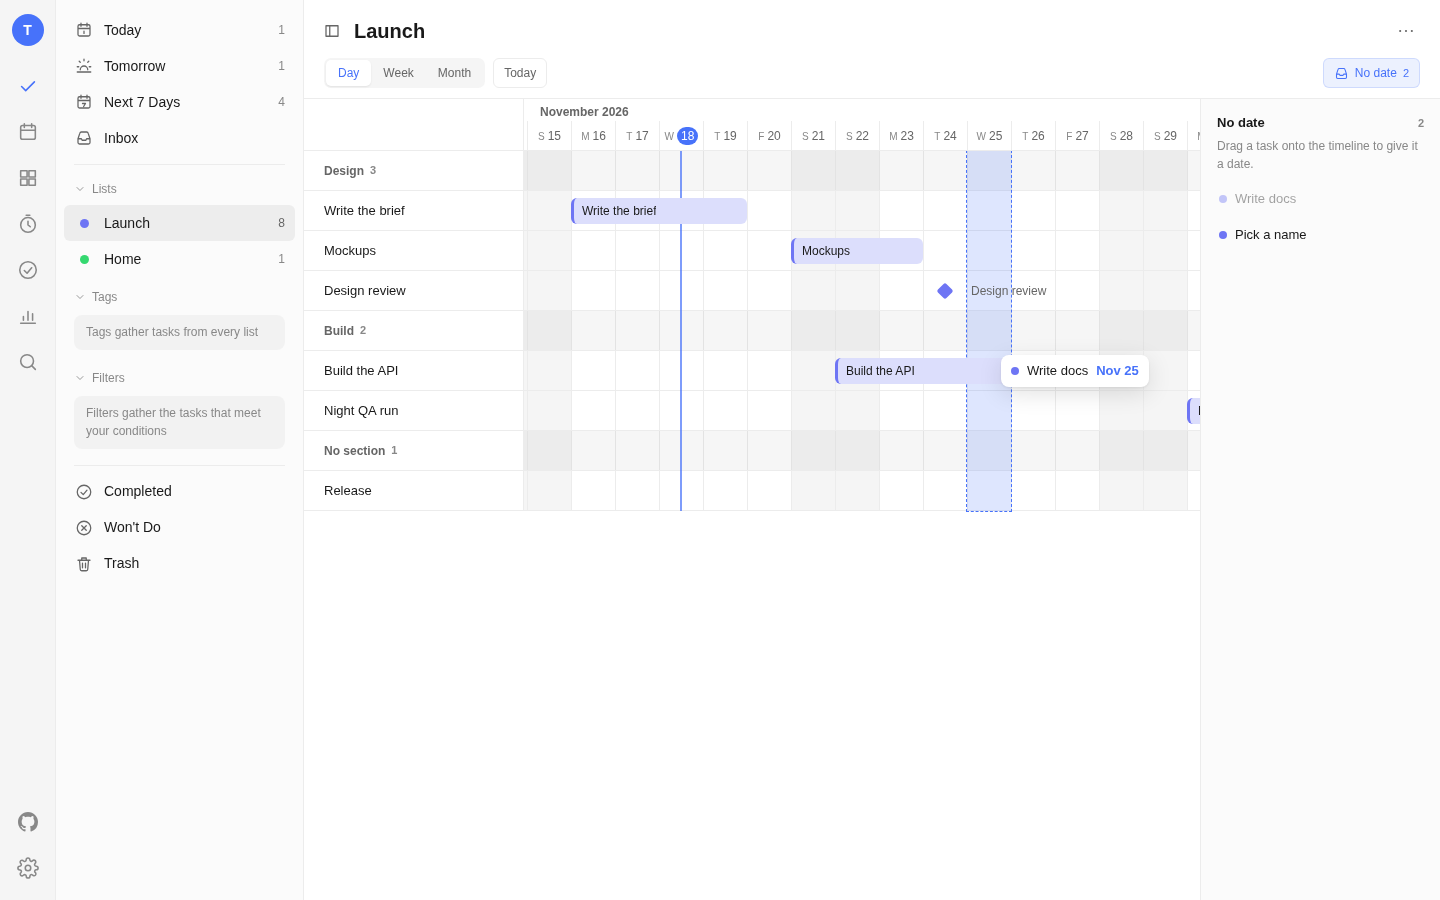 T
Today 1
Tomorrow 1
Next 7 Days 4
Inbox
Lists
Launch 8
Home 1
Tags
Tags gather tasks from every list
Filters
Filters gather the tasks that meet
your conditions
Completed
Won't Do
Trash
Launch
Day Week Month Today
No date 2
November 2026
S 15 M 16 T 17 W 18 T 19 F 20 S 21 S 22 M 23 T 24 W 25 T 26 F 27 S 28 S 29
Design 3
Write the brief Write the brief
Mockups Mockups
Design review Design review
Build 2
Build the API Build the API
Write docs Nov 25
Night QA run
No section 1
Release
No date 2
Drag a task onto the timeline to give it
a date.
Write docs
Pick a name